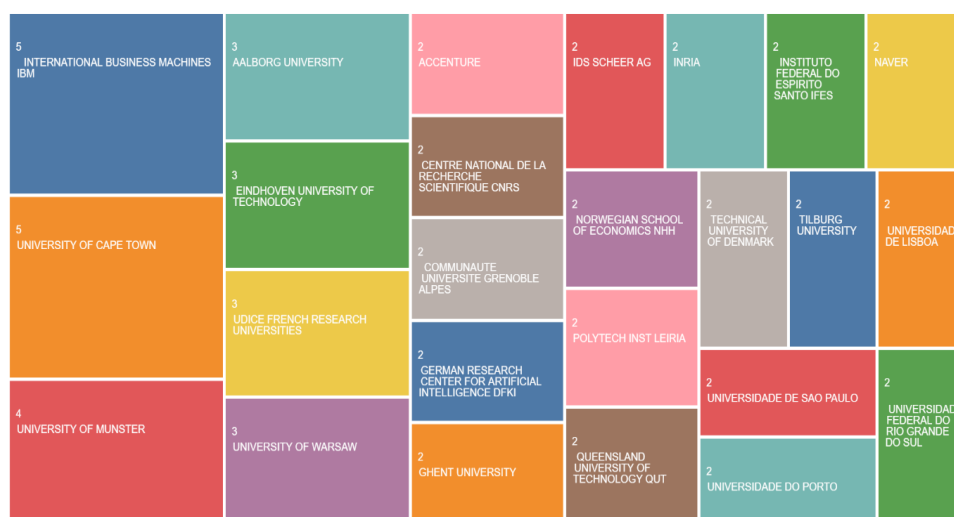 5
INTERNATIONAL BUSINESS MACHINES
IBM
5
UNIVERSITY OF CAPE TOWN
4
UNIVERSITY OF MUNSTER
3
AALBORG UNIVERSITY
3
EINDHOVEN UNIVERSITY OF
TECHNOLOGY
3
UDICE FRENCH RESEARCH
UNIVERSITIES
3
UNIVERSITY OF WARSAW
2
ACCENTURE
2
CENTRE NATIONAL DE LA
RECHERCHE
SCIENTIFIQUE CNRS
2
COMMUNAUTE
UNIVERSITE GRENOBLE
ALPES
2
GERMAN RESEARCH
CENTER FOR ARTIFICIAL
INTELLIGENCE DFKI
2
GHENT UNIVERSITY
2
IDS SCHEER AG
2
INRIA
2
INSTITUTO
FEDERAL DO
ESPIRITO
SANTO IFES
2
NAVER
2
NORWEGIAN SCHOOL
OF ECONOMICS NHH
2
POLYTECH INST LEIRIA
2
QUEENSLAND
UNIVERSITY OF
TECHNOLOGY QUT
2
TECHNICAL
UNIVERSITY
OF DENMARK
2
TILBURG
UNIVERSITY
2
UNIVERSIDAD
DE LISBOA
2
UNIVERSIDADE DE SAO PAULO
2
UNIVERSIDADE DO PORTO
2
UNIVERSIDAD
FEDERAL DO
RIO GRANDE
DO SUL